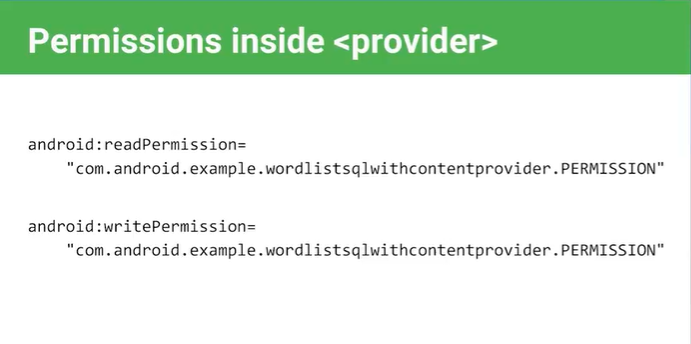 Permissions inside <provider>
android:readPermission=
"com.android.example.wordlistsqlwithcontentprovider.PERMISSION"
android:writePermission=
"com.android.example.wordlistsqlwithcontentprovider.PERMISSION"